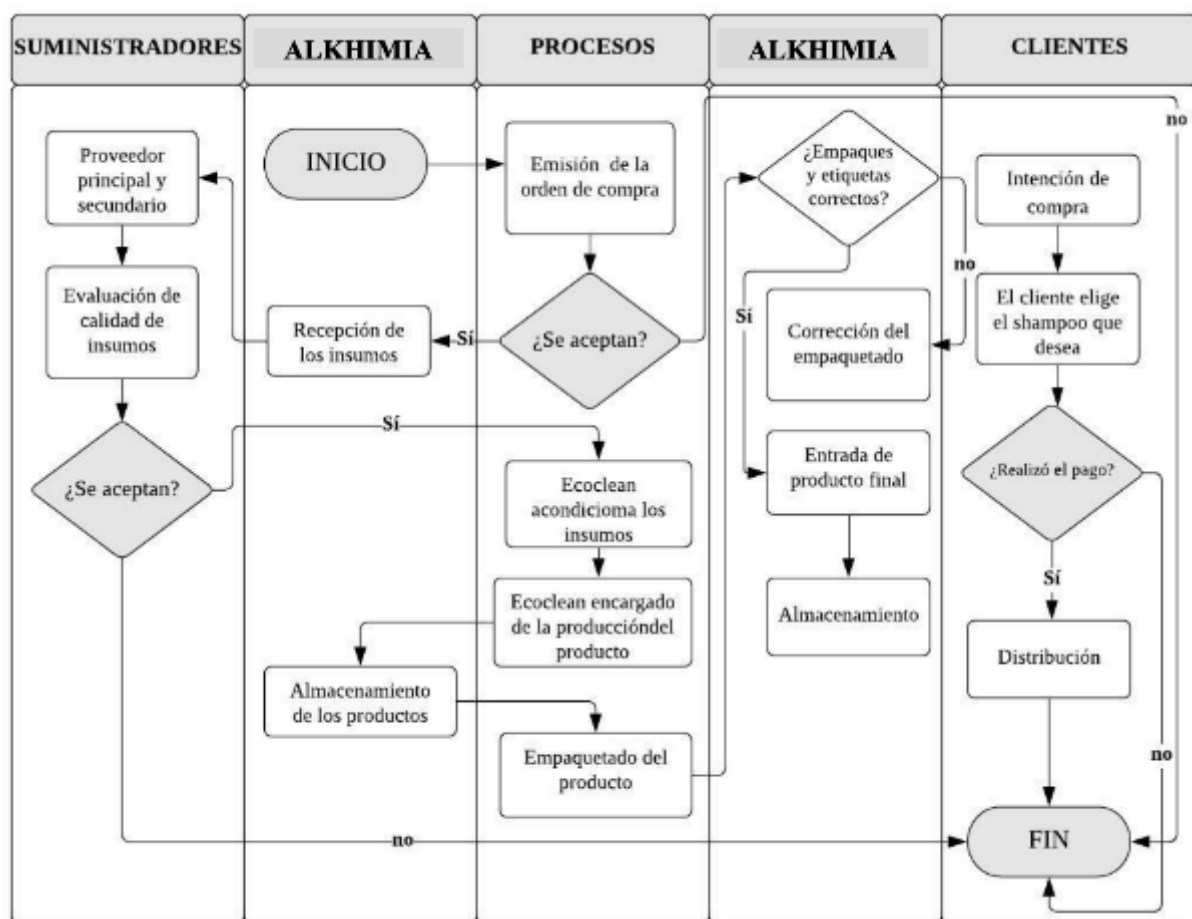 SUMINISTRADORES
ALKHIMIA
PROCESOS
ALKHIMIA
CLIENTES
Proveedor
principal y
secundario
Evaluación de
calidad de
insumos
¿Se aceptan?
no
INICIO
Recepción de
los insumos
Sí
Sí
Almacenamiento
de los productos
Emisión de la
orden de compra
¿Se aceptan?
Ecoclean
acondicioma los
insumos
Ecoclean encargado
de la produccióndel
producto
Empaquetado del
producto
¿Empaques
y etiquetas
correctos?
no
Sí
Corrección del
empaquetado
Entrada de
producto final
Almacenamiento
no
Intención de
compra
El cliente elige
el shampoo que
desea
¿Realizó el pago?
Sí
Distribución
no
FIN